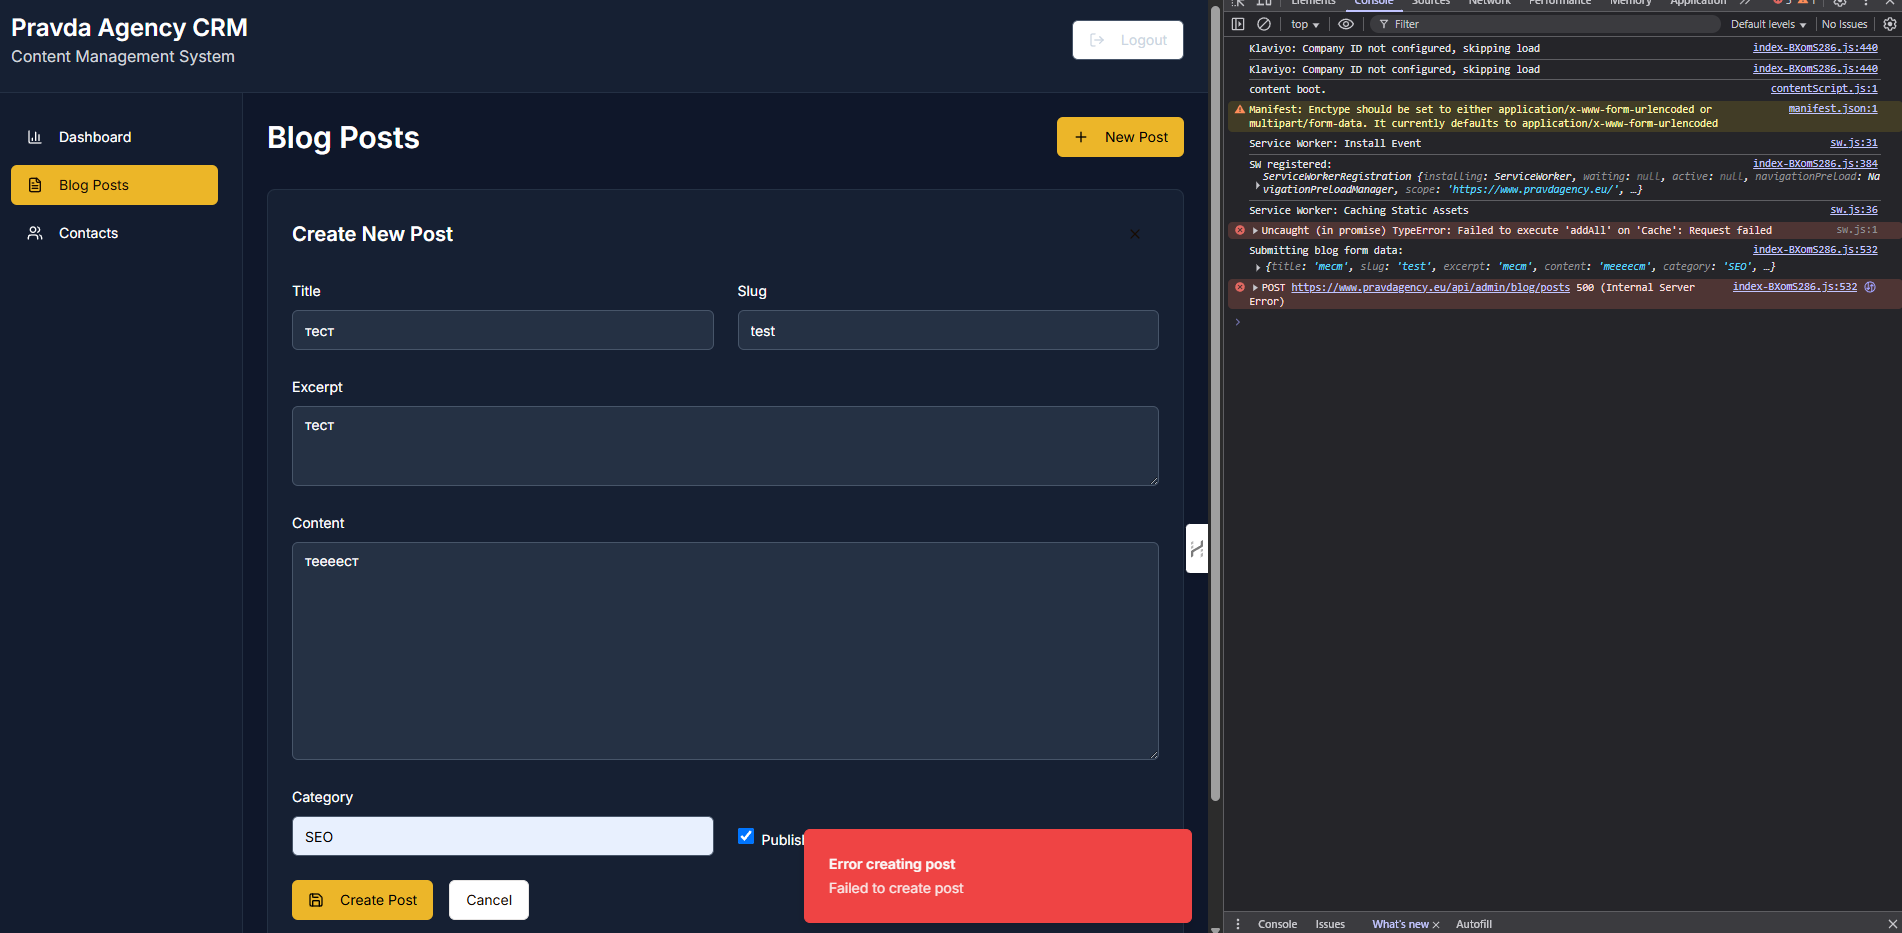 Pravda Agency CRM
Content Management System
Logout
Dashboard
Blog Posts
Contacts
Blog Posts
New Post
Create New Post
Title
Slug
тест
test
Excerpt
тест
Content
тееееест
Category
SEO
Create Post
Cancel
Error creating post
Failed to create post
Elements Console Sources Network Performance Memory Application
top
Filter
Default levels
No Issues
Klaviyo: Company ID not configured, skipping load index-BXomS286.js:440
Klaviyo: Company ID not configured, skipping load index-BXomS286.js:440
content boot. contentScript.js:1
Manifest: Enctype should be set to either application/x-www-form-urlencoded or manifest.json:1
multipart/form-data. It currently defaults to application/x-www-form-urlencoded
Service Worker: Install Event sw.js:31
SW registered: index-BXomS286.js:384
ServiceWorkerRegistration {installing: ServiceWorker, waiting: null, active: null, navigationPreload: Na
vigationPreloadManager, scope: 'https://www.pravdagency.eu/', …}
Service Worker: Caching Static Assets sw.js:36
Uncaught (in promise) TypeError: Failed to execute 'addAll' on 'Cache': Request failed sw.js:1
Submitting blog form data: index-BXomS286.js:532
{title: 'тест', slug: 'test', excerpt: 'тест', content: 'тееееест', category: 'SEO', …}
POST https://www.pravdagency.eu/api/admin/blog/posts 500 (Internal Server index-BXomS286.js:532
Error)
Console Issues What's new Autofill